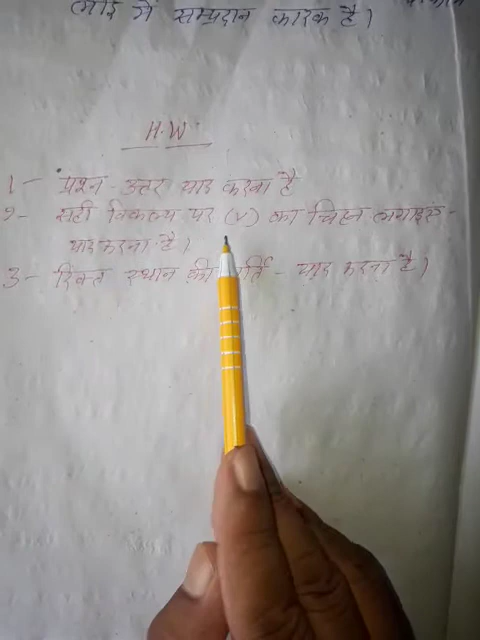 लाई में सम्प्रदान कारक है।
H.W
1- प्रश्न-उत्तर याद करना है
2- सही विकल्प पर (√) का चिह्न लगाइए-
याद करना है।
3- रिक्त स्थान की पूर्ति - याद करना है।